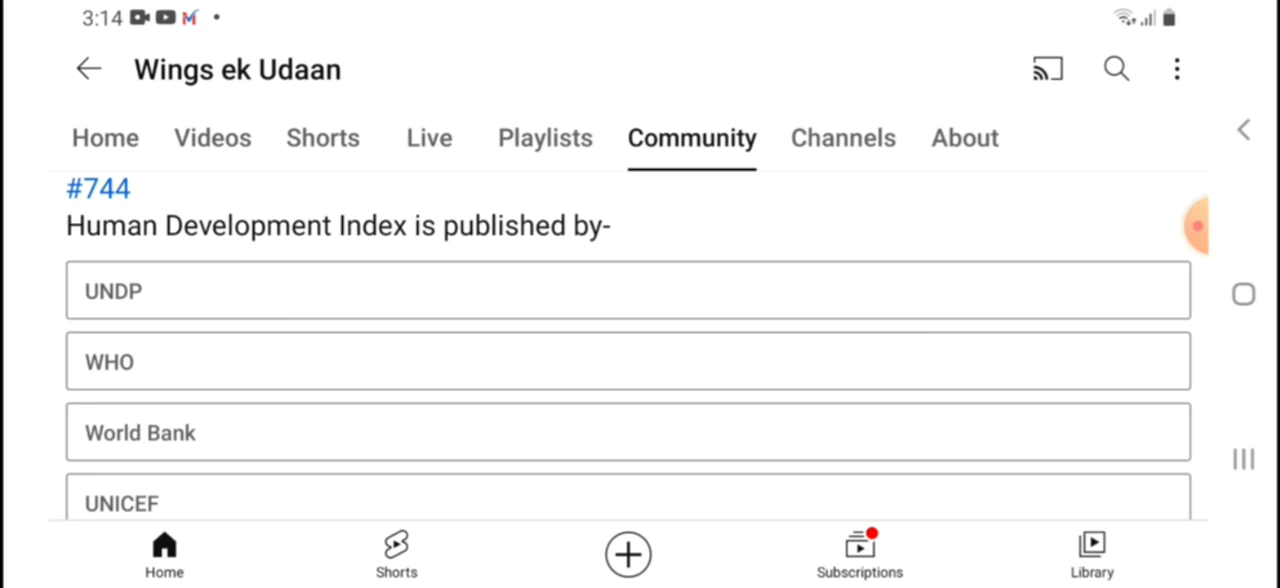 3:14
Wings ek Udaan
Home Videos Shorts Live Playlists Community Channels About
#744
Human Development Index is published by-
UNDP
WHO
World Bank
UNICEF
Home Shorts Subscriptions Library